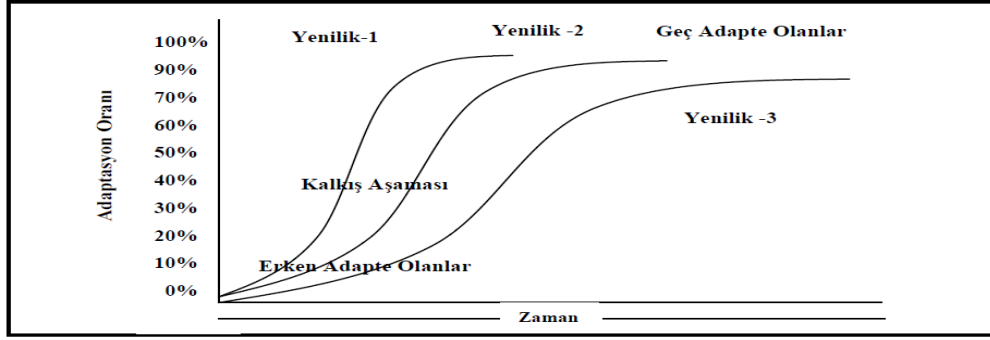 Yenilik-1
Yenilik -2
Geç Adapte Olanlar
100%
90%
70%
60%
50%
40%
30%
20%
10%
0%
Adaptasyon Oranı
Yenilik -3
Kalkış Aşaması
Erken Adapte Olanlar
Zaman